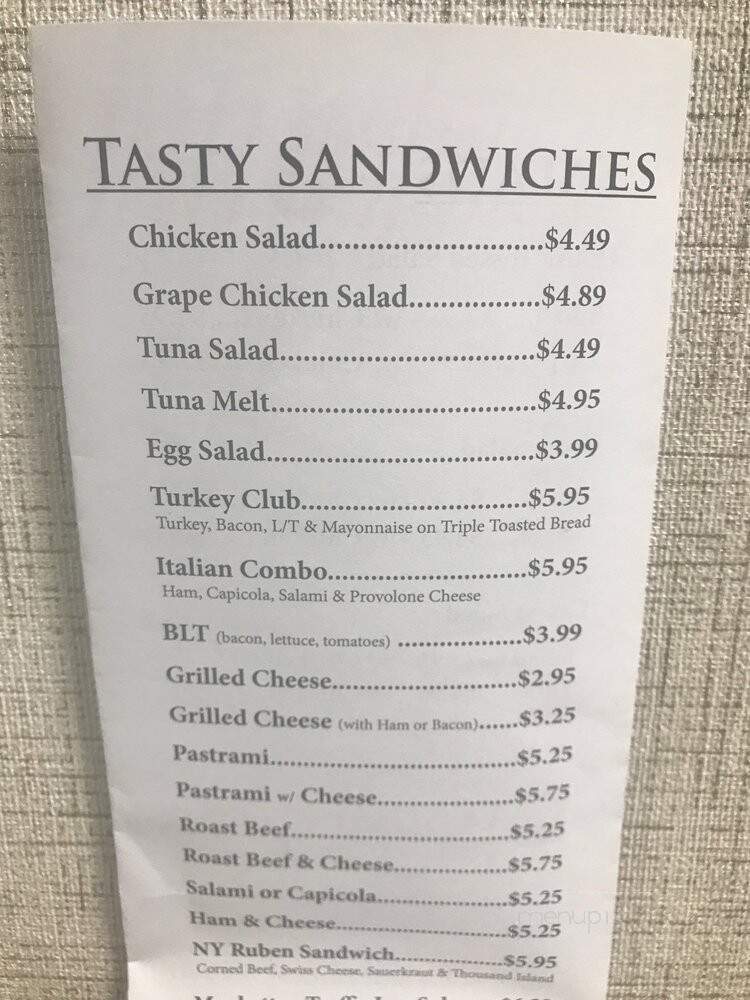 TASTY SANDWICHES
Chicken Salad............................$4.49
Grape Chicken Salad................$4.89
Tuna Salad................................$4.49
Tuna Melt.................................$4.95
Egg Salad..................................$3.99
Turkey Club............................$5.95
Turkey, Bacon, L/T & Mayonnaise on Triple Toasted Bread
Italian Combo.........................$5.95
Ham, Capicola, Salami & Provolone Cheese
BLT (bacon, lettuce, tomatoes) ................$3.99
Grilled Cheese........................$2.95
Grilled Cheese (with Ham or Bacon)......$3.25
Pastrami.................................$5.25
Pastrami w/ Cheese..................$5.75
Roast Beef..............................$5.25
Roast Beef & Cheese................$5.75
Salami or Capicola..................$5.25
Ham & Cheese........................$5.25
NY Ruben Sandwich................$5.95
Corned Beef, Swiss Cheese, Sauerkraut & Thousand Island